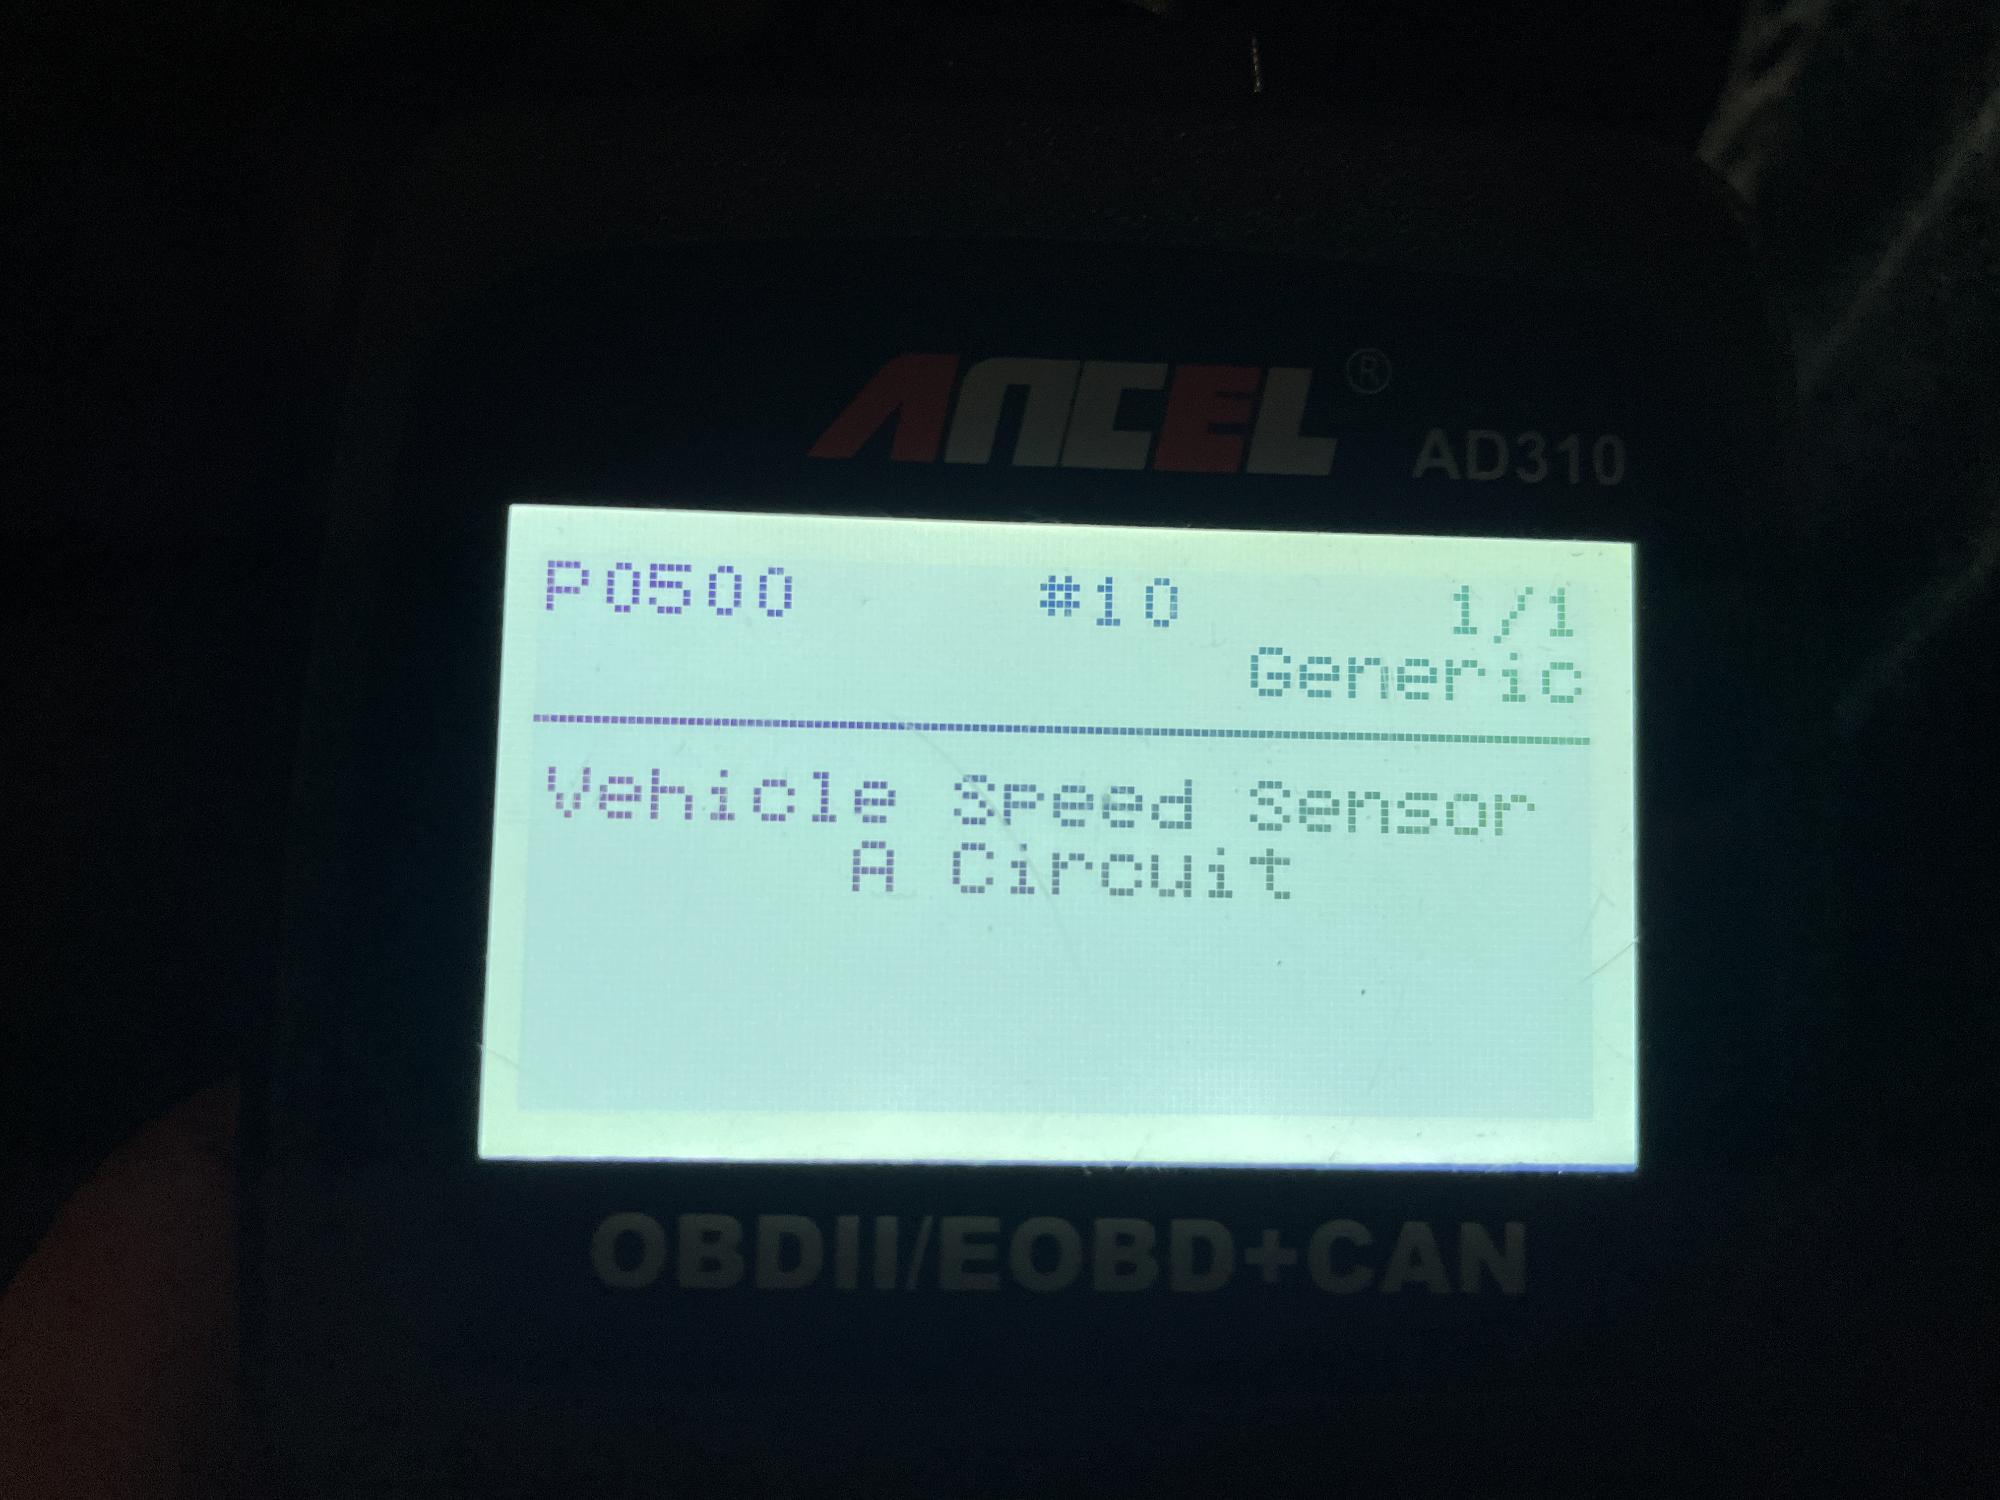 ANCEL®
AD310
P0500 #10 1/1
Generic
Vehicle Speed Sensor
A Circuit
OBDII/EOBD+CAN